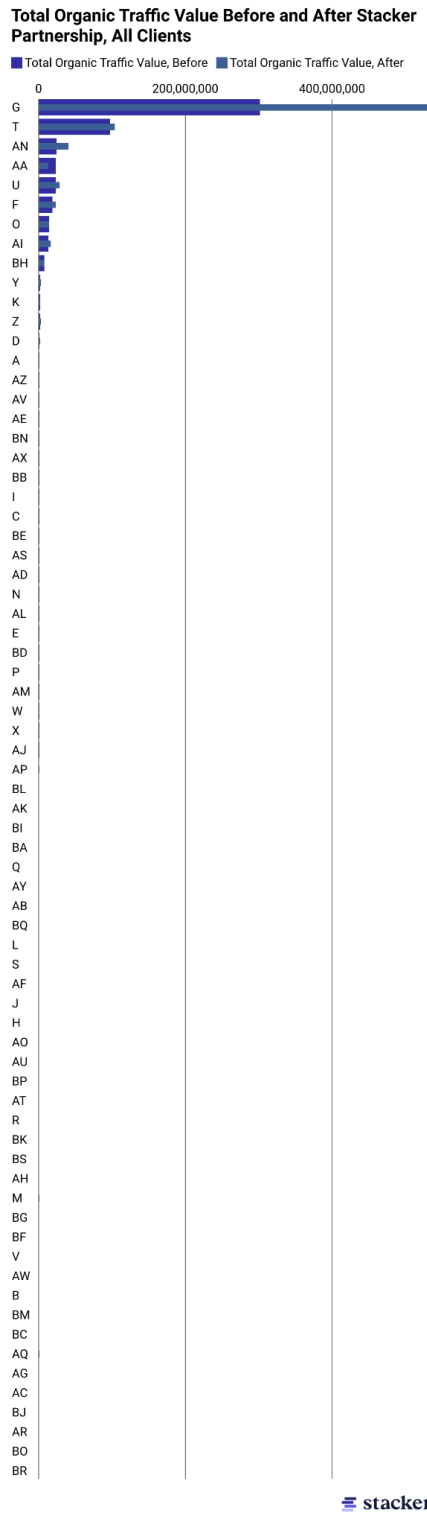 Total Organic Traffic Value Before and After Stacker
Partnership, All Clients
Total Organic Traffic Value, Before Total Organic Traffic Value, After
0 200,000,000 400,000,000
G
T
AN
AA
U
F
O
AI
BH
Y
K
Z
D
A
AZ
AV
AE
BN
AX
BB
I
C
BE
AS
AD
N
AL
E
BD
P
AM
W
X
AJ
AP
BL
AK
BI
BA
Q
AY
AB
BQ
L
S
AF
J
H
AO
AU
BP
AT
R
BK
BS
AH
M
BG
BF
V
AW
B
BM
BC
AQ
AG
AC
BJ
AR
BO
BR
stacker